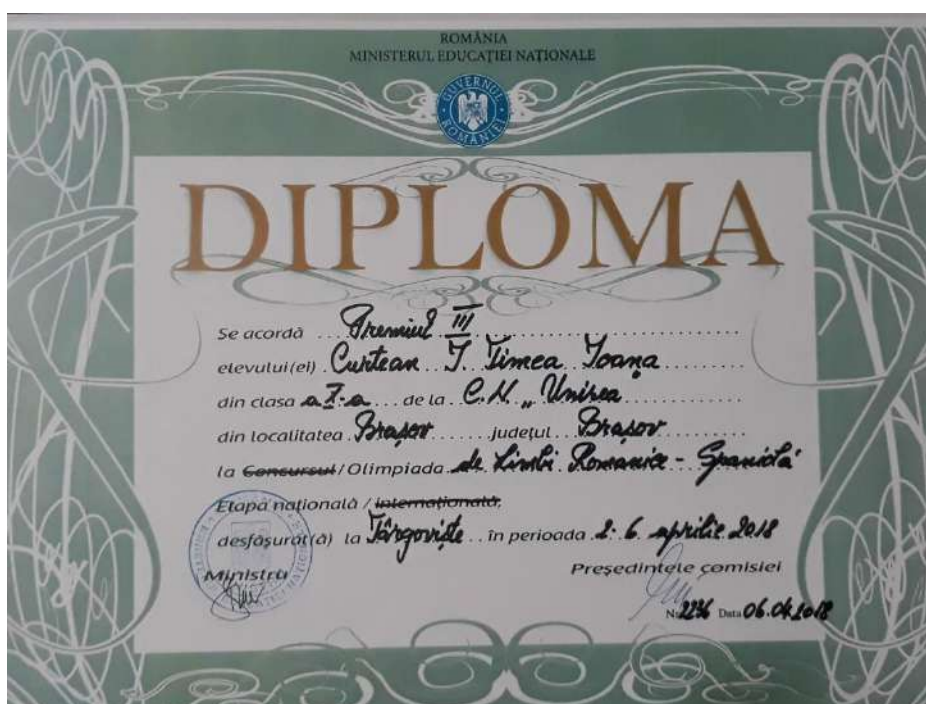 ROMÂNIA
MINISTERUL EDUCAȚIEI NAȚIONALE
GUVERNUL ROMÂNIEI
DIPLOMA
Se acordă ... Premiul III
elevului(ei) Curtean I. Timea Ioana
din clasa a X-a ... de la .. C.N. „Unirea"
din localitatea .Brașov ...... județul ... Brașov
la Concursul/Olimpiada de Limbi Romanice - Spaniolă
Etapa națională / internațională,
desfășurat(ă) la Târgoviște .. în perioada 2-6 aprilie 2018
Ministru
Președintele comisiei
Nr. 2236 Data 06.04.2018